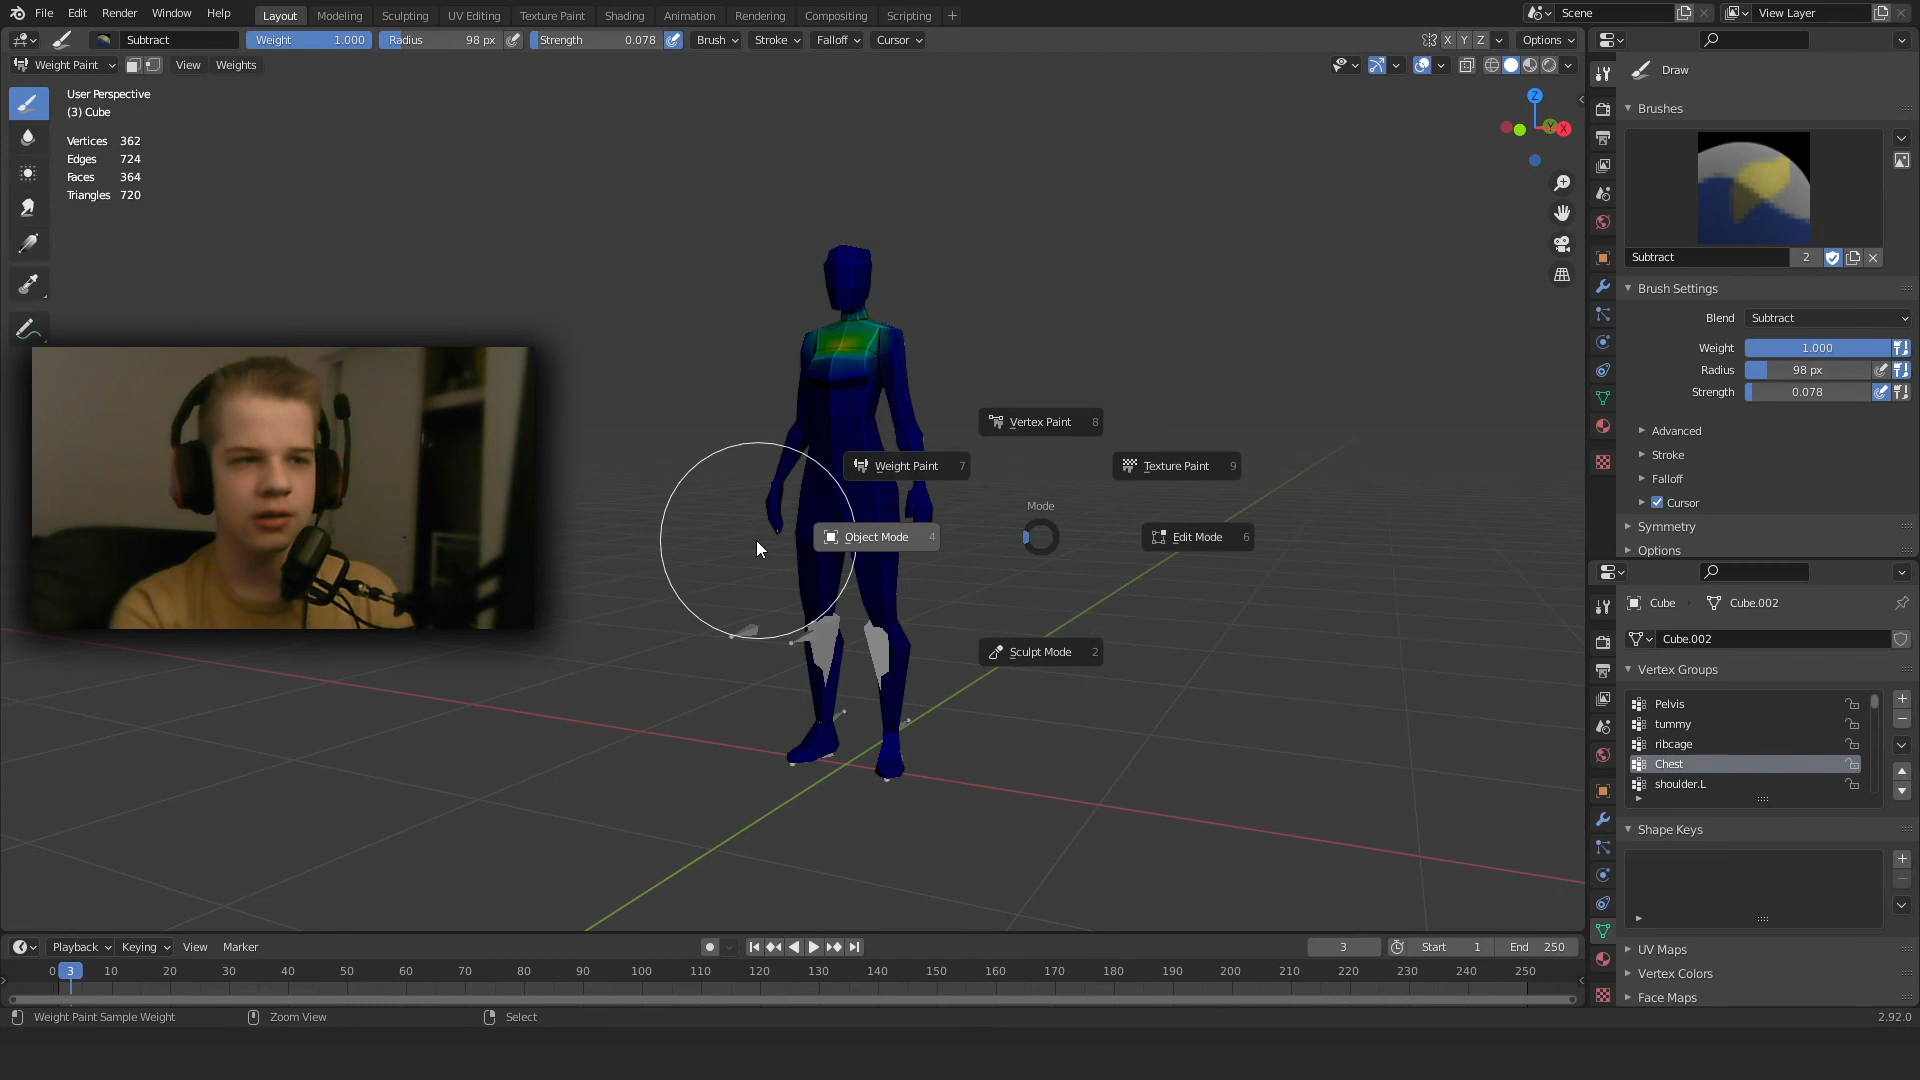 File Edit Render Window Help
Layout Modeling Sculpting UV Editing Texture Paint Shading Animation Rendering Compositing Scripting +
Scene
View Layer
Subtract Weight 1.000 Radius 98 px Strength 0.078 Brush Stroke Falloff Cursor
X Y Z Options
Weight Paint View Weights
User Perspective
(3) Cube
Vertices 362
Edges 724
Faces 364
Triangles 720
Z
Y
X
Vertex Paint 8
Weight Paint 7
Texture Paint 9
Mode
Object Mode 4
Edit Mode 6
Sculpt Mode 2
Draw
Brushes
Subtract 2
Brush Settings
Blend Subtract
Weight 1.000
Radius 98 px
Strength 0.078
Advanced
Stroke
Falloff
Cursor
Symmetry
Options
Cube Cube.002
Cube.002
Vertex Groups
Pelvis
tummy
ribcage
Chest
shoulder.L
Shape Keys
UV Maps
Vertex Colors
Face Maps
Playback Keying View Marker
3 Start 1 End 250
0 3 10 20 30 40 50 60 70 80 90 100 110 120 130 140 150 160 170 180 190 200 210 220 230 240 250
Weight Paint Sample Weight Zoom View Select 2.92.0